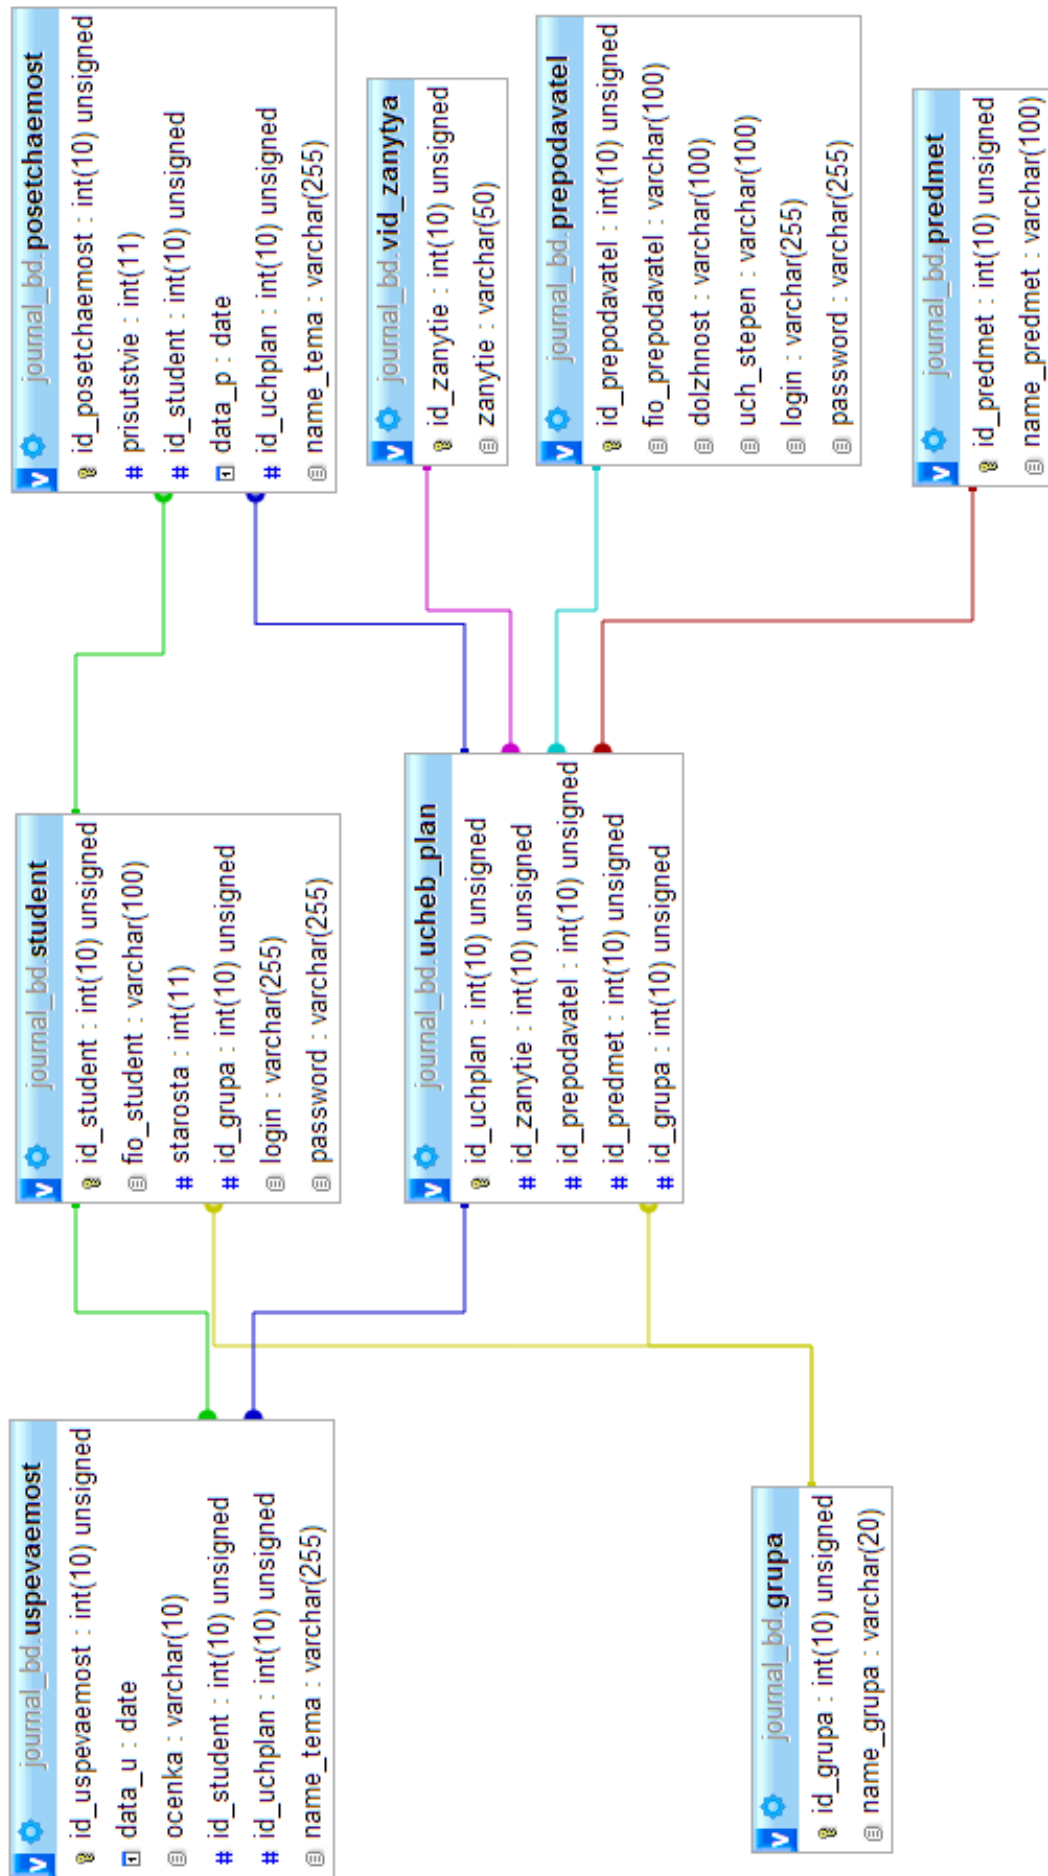 v journal_bd.uspevaemost
id_uspevaemost : int(10) unsigned
data_u : date
ocenka : varchar(10)
# id_student : int(10) unsigned
# id_uchplan : int(10) unsigned
name_tema : varchar(255)
v journal_bd.grupa
id_grupa : int(10) unsigned
name_grupa : varchar(20)
v journal_bd.student
id_student : int(10) unsigned
fio_student : varchar(100)
# starosta : int(11)
# id_grupa : int(10) unsigned
login : varchar(255)
password : varchar(255)
v journal_bd.ucheb_plan
id_uchplan : int(10) unsigned
# id_zanytie : int(10) unsigned
# id_prepodavatel : int(10) unsigned
# id_predmet : int(10) unsigned
# id_grupa : int(10) unsigned
v journal_bd.posetchaemost
id_posetchaemost : int(10) unsigned
# prisutstvie : int(11)
# id_student : int(10) unsigned
data_p : date
# id_uchplan : int(10) unsigned
name_tema : varchar(255)
v journal_bd.vid_zanytya
id_zanytie : int(10) unsigned
zanytie : varchar(50)
v journal_bd.prepodavatel
id_prepodavatel : int(10) unsigned
fio_prepodavatel : varchar(100)
dolzhnost : varchar(100)
uch_stepen : varchar(100)
login : varchar(255)
password : varchar(255)
v journal_bd.predmet
id_predmet : int(10) unsigned
name_predmet : varchar(100)